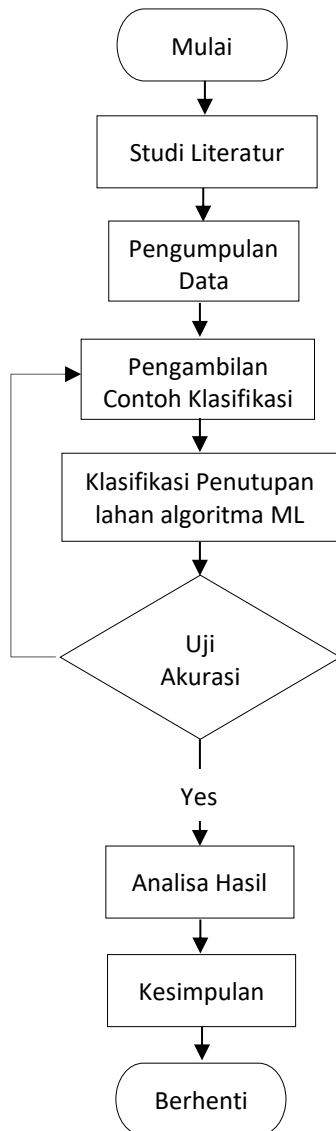 Mulai
Studi Literatur
Pengumpulan
Data
Pengambilan
Contoh Klasifikasi
Klasifikasi Penutupan
lahan algoritma ML
Uji
Akurasi
Yes
Analisa Hasil
Kesimpulan
Berhenti